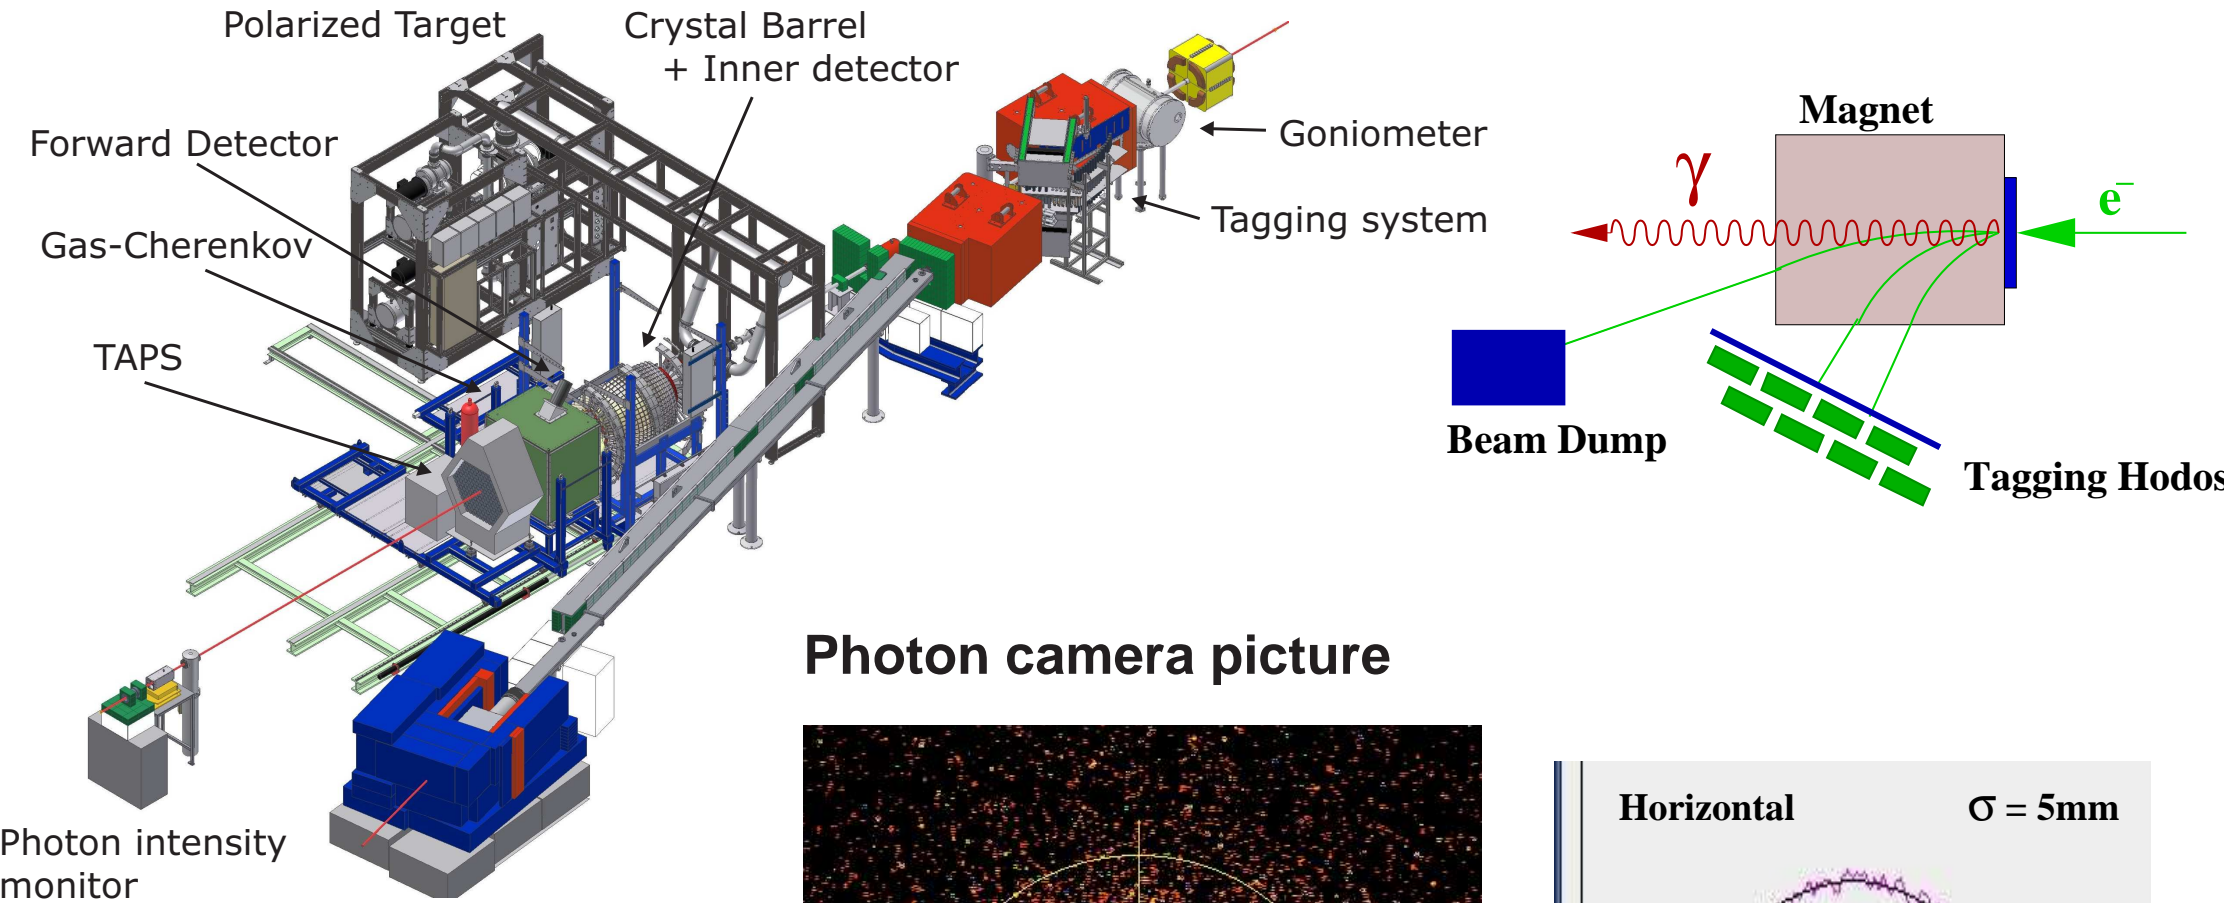 Polarized Target
Crystal Barrel
+ Inner detector
Forward Detector
Goniometer
Gas-Cherenkov
Tagging system
TAPS
Photon intensity
monitor
Magnet
γ
e⁻
Beam Dump
Tagging Hodos
Photon camera picture
Horizontal σ = 5mm